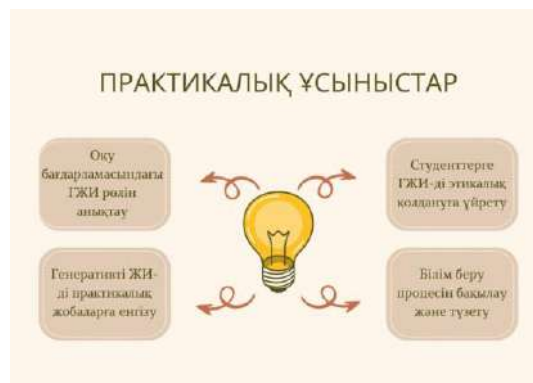 ПРАКТИКАЛЫҚ ҰСЫНЫСТАР
Оқу
бағдарламасындағы
ГЖИ рөлін
анықтау
Студенттерге
ГЖИ-ді этикалық
қолдануға үйрету
Генеративті ЖИ-
ді практикалық
жобаларға енгізу
Білім беру
процесін бақылау
және түзету